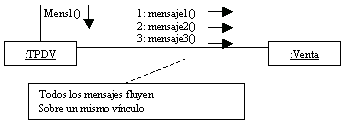 Mens1()
1: mensaje1()
2: mensaje2()
3: mensaje3()
:TPDV
:Venta
Todos los mensajes fluyen
Sobre un mismo vínculo